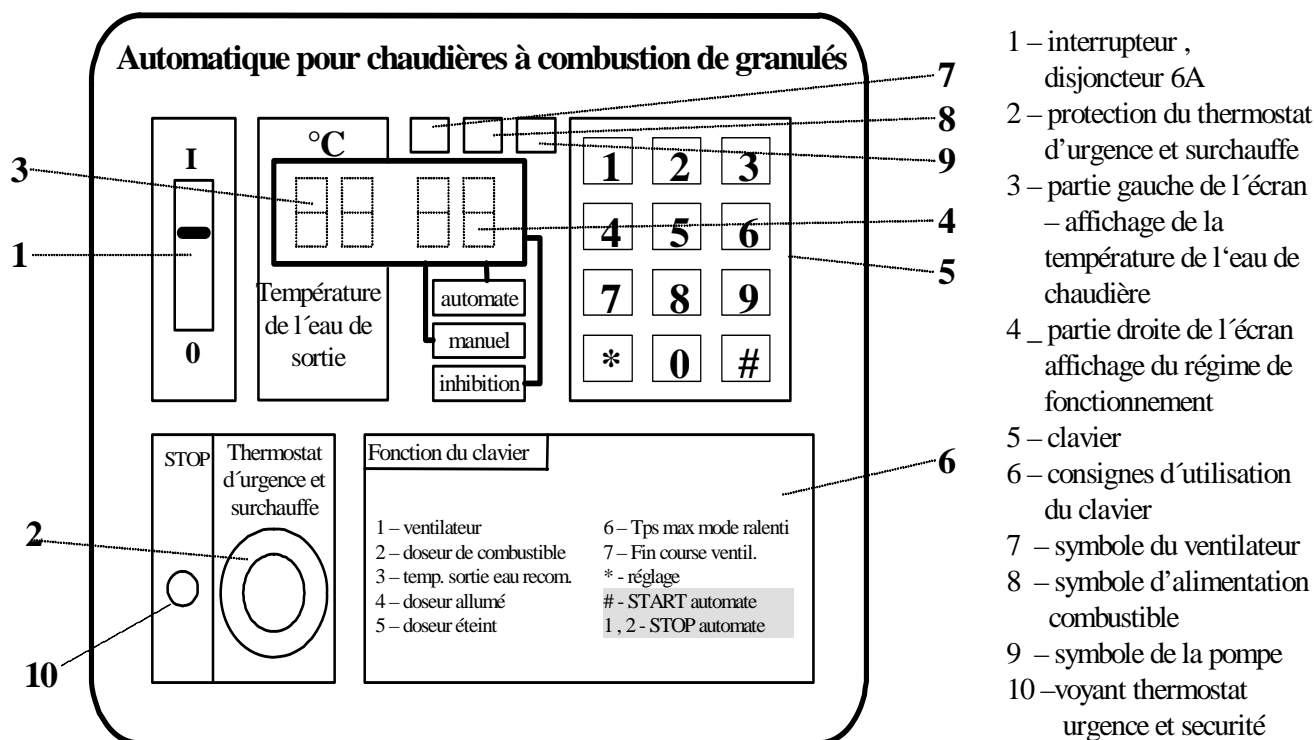 Automatique pour chaudières à combustion de granulés
7
8
9
3
1
4
5
I
0
°C
Température
de l´eau de
sortie
automate
manuel
inhibition
1 2 3
4 5 6
7 8 9
* 0 #
2
10
6
STOP
Thermostat
d´urgence et
surchauffe
Fonction du clavier
1 – ventilateur
2 – doseur de combustible
3 – temp. sortie eau recom.
4 – doseur allumé
5 – doseur éteint
6 – Tps max mode ralenti
7 – Fin course ventil.
* - réglage
# - START automate
1 , 2 - STOP automate
1 – interrupteur ,
disjoncteur 6A
2 – protection du thermostat
d’urgence et surchauffe
3 – partie gauche de l´écran
– affichage de la
température de l‘eau de
chaudière
4 _ partie droite de l´écran
affichage du régime de
fonctionnement
5 – clavier
6 – consignes d´utilisation
du clavier
7 – symbole du ventilateur
8 – symbole d’alimentation
combustible
9 – symbole de la pompe
10 –voyant thermostat
urgence et securité